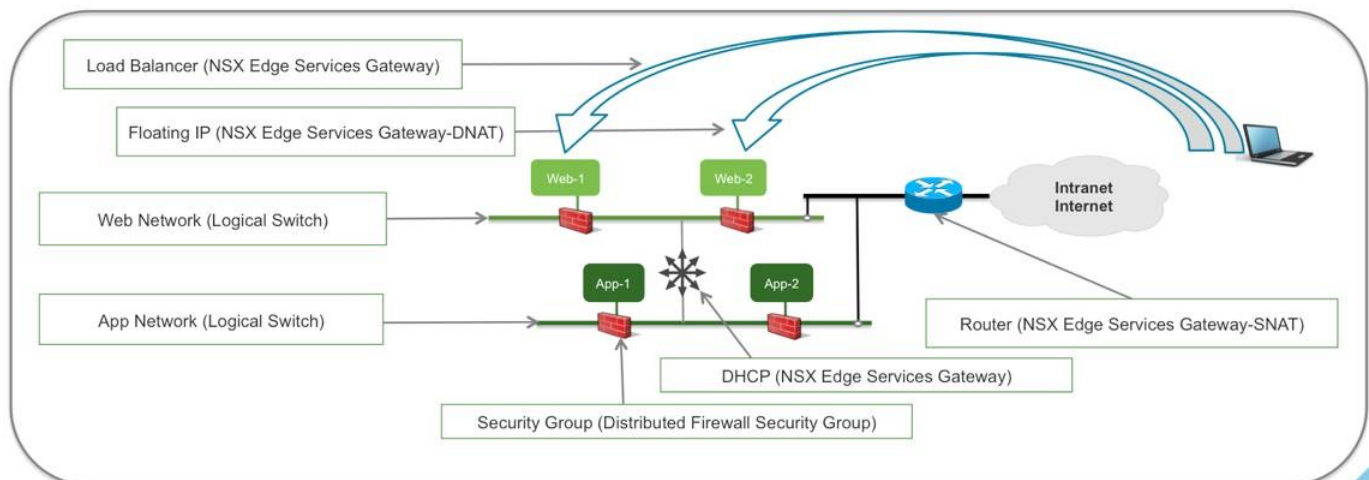 Load Balancer (NSX Edge Services Gateway)
Floating IP (NSX Edge Services Gateway-DNAT)
Web-1
Web-2
Intranet
Internet
Web Network (Logical Switch)
App-1
App-2
App Network (Logical Switch)
Router (NSX Edge Services Gateway-SNAT)
DHCP (NSX Edge Services Gateway)
Security Group (Distributed Firewall Security Group)